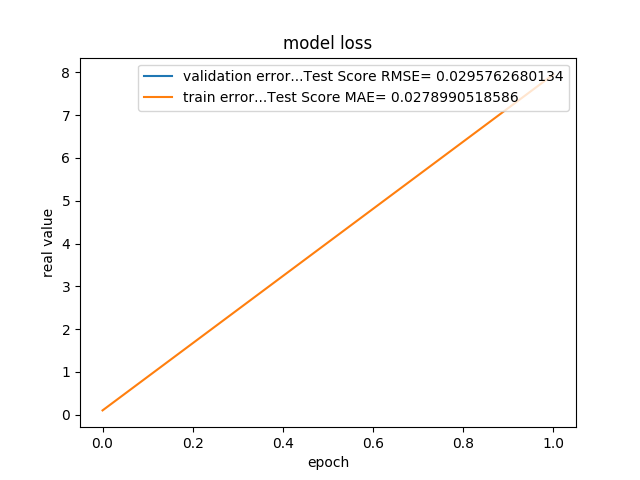 model loss
validation error...Test Score RMSE= 0.0295762680134
train error...Test Score MAE= 0.0278990518586
8
7
6
5
4
3
2
1
0
real value
0.0 0.2 0.4 0.6 0.8 1.0
epoch